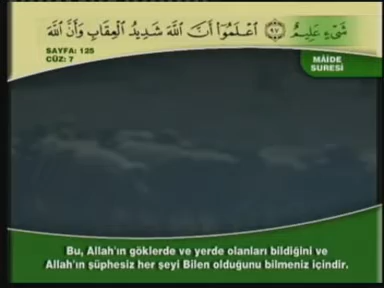 شَيْءٍ عَلِيمٌ ﴿٩٧﴾ اعْلَمُوا أَنَّ اللَّهَ شَدِيدُ الْعِقَابِ وَأَنَّ اللَّهَ
SAYFA: 125
CÜZ: 7
MÂİDE
SURESİ
Bu, Allah'ın göklerde ve yerde olanları bildiğini ve
Allah'ın şüphesiz her şeyi Bilen olduğunu bilmeniz içindir.